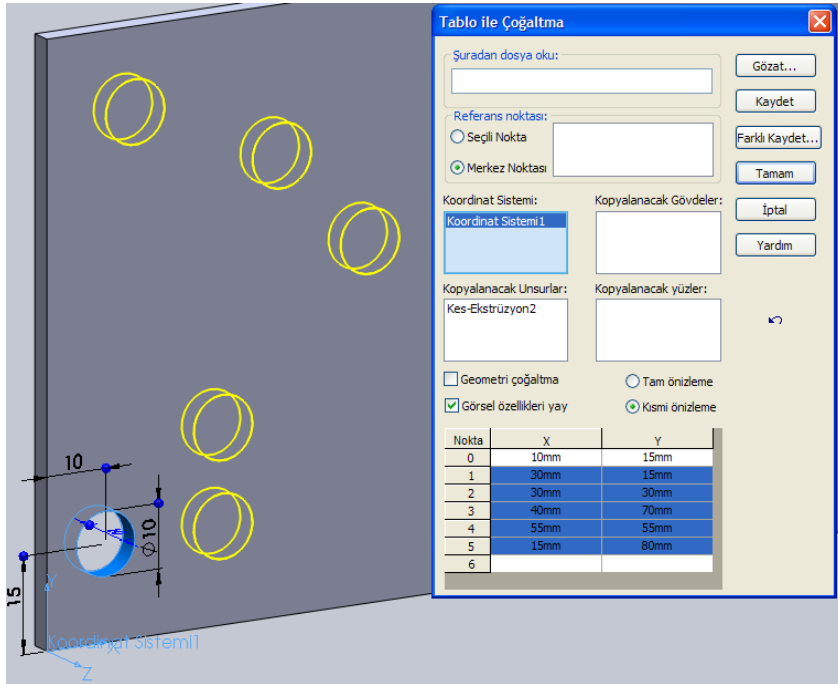 Tablo ile Çoğaltma
Şuradan dosya oku:
Gözat...
Kaydet
Referans noktası:
Seçili Nokta
Farklı Kaydet...
Merkez Noktası
Tamam
Koordinat Sistemi:
Kopyalanacak Gövdeler:
İptal
Koordinat Sistemi1
Yardım
Kopyalanacak Unsurlar:
Kopyalanacak yüzler:
Kes-Ekstrüzyon2
Geometri çoğaltma
Tam önizleme
Görsel özellikleri yay
Kısmi önizleme
Nokta X Y
0 10mm 15mm
1 30mm 15mm
2 30mm 30mm
3 40mm 70mm
4 55mm 55mm
5 15mm 80mm
6
10
Ø10
15
Y
Koordinat Sistemi1
X
Z